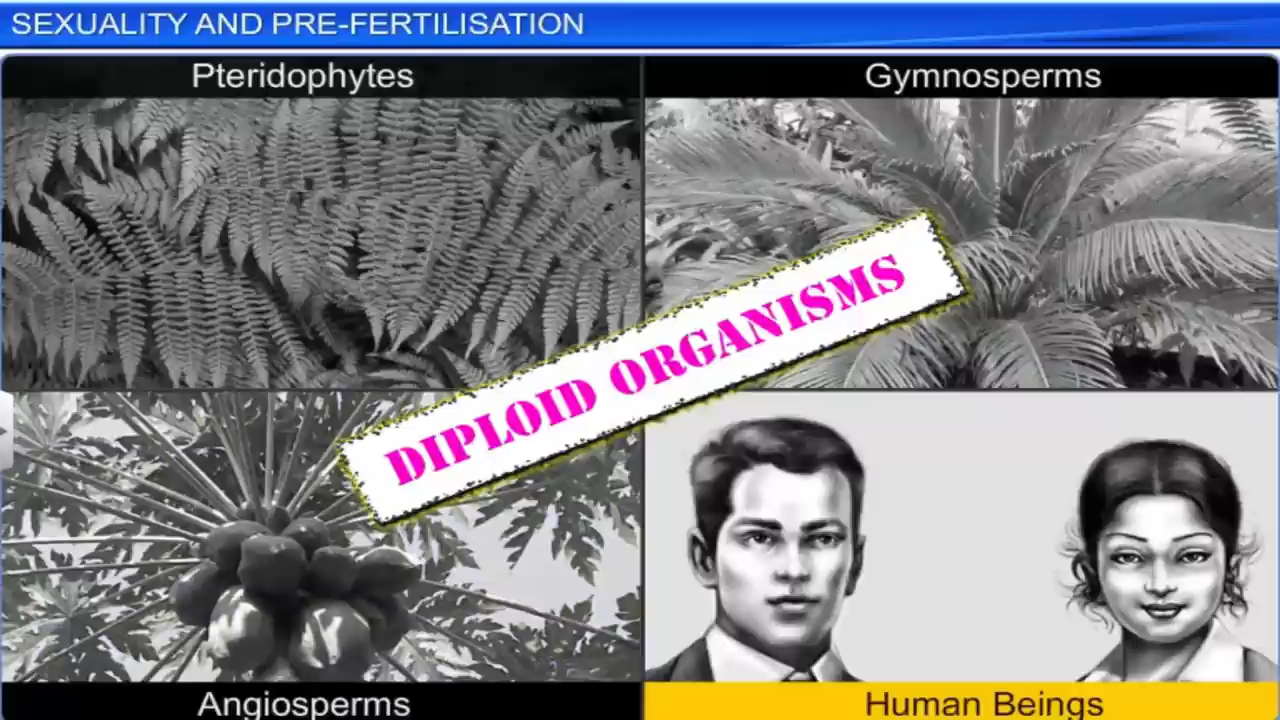 SEXUALITY AND PRE-FERTILISATION
Pteridophytes
Gymnosperms
DIPLOID ORGANISMS
Angiosperms
Human Beings